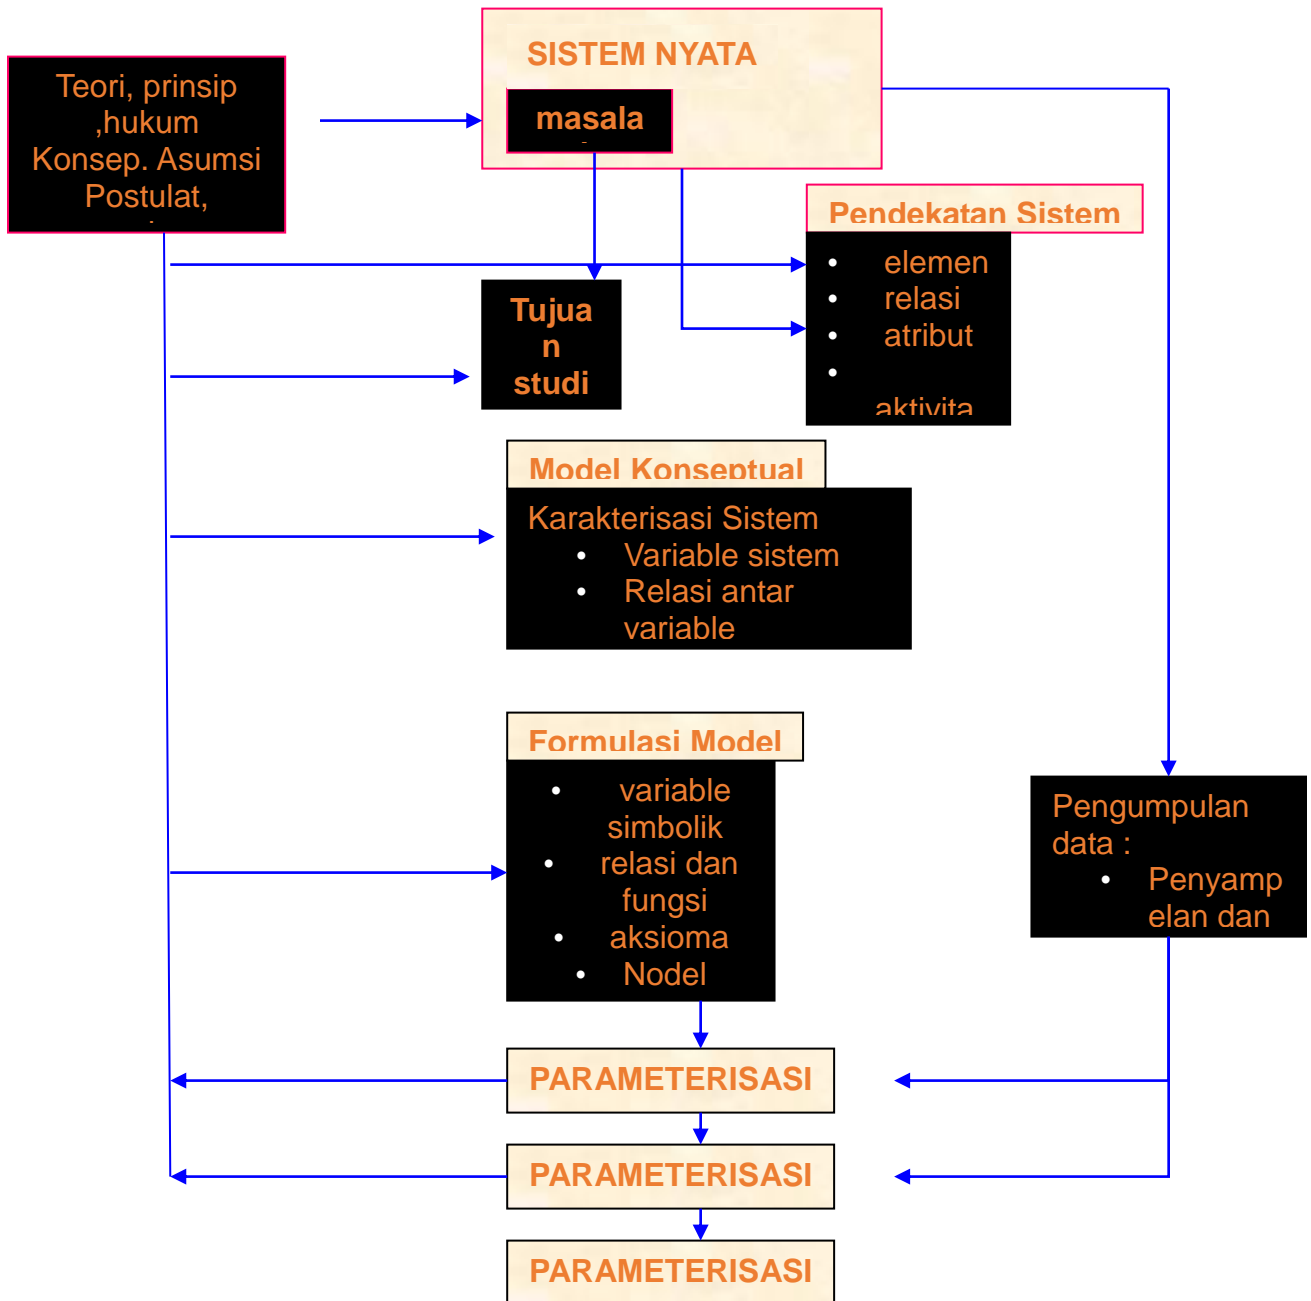 SISTEM NYATA
masala
Teori, prinsip
,hukum
Konsep. Asumsi
Postulat,
Pendekatan Sistem
• elemen
• relasi
• atribut
•
aktivita
Tujua
n
studi
Model Konseptual
Karakterisasi Sistem
• Variable sistem
• Relasi antar
variable
Formulasi Model
• variable
simbolik
• relasi dan
fungsi
• aksioma
• Nodel
Pengumpulan
data :
• Penyamp
elan dan
PARAMETERISASI
PARAMETERISASI
PARAMETERISASI